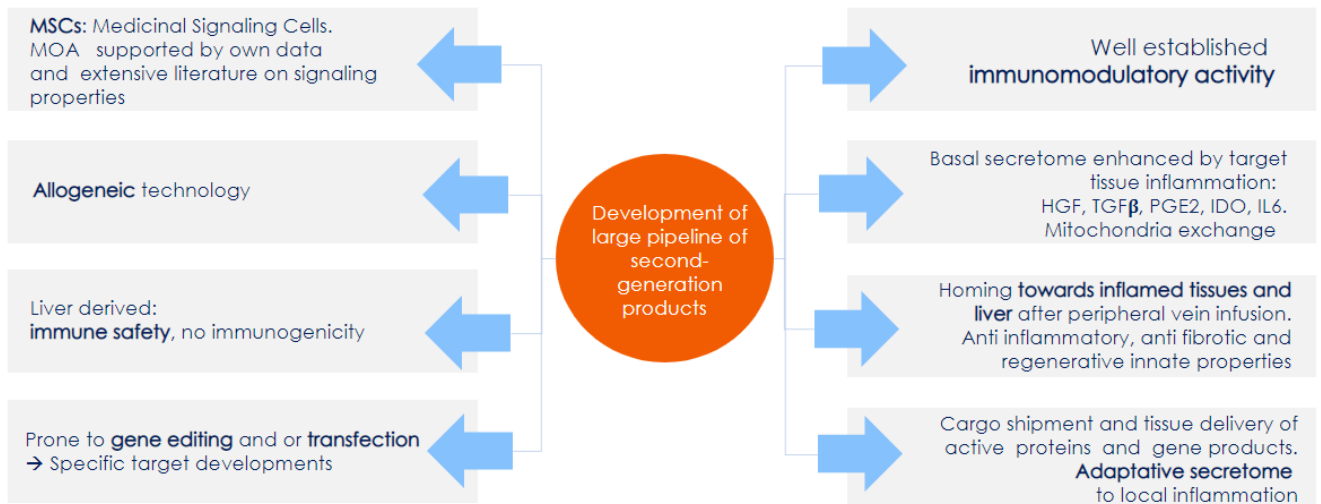 MSCs: Medicinal Signaling Cells.
MOA supported by own data
and extensive literature on signaling
properties
Allogeneic technology
Liver derived:
immune safety, no immunogenicity
Prone to gene editing and or transfection
→ Specific target developments
Development of
large pipeline of
second-
generation
products
Well established
immunomodulatory activity
Basal secretome enhanced by target
tissue inflammation:
HGF, TGFβ, PGE2, IDO, IL6.
Mitochondria exchange
Homing towards inflamed tissues and
liver after peripheral vein infusion.
Anti inflammatory, anti fibrotic and
regenerative innate properties
Cargo shipment and tissue delivery of
active proteins and gene products.
Adaptative secretome
to local inflammation